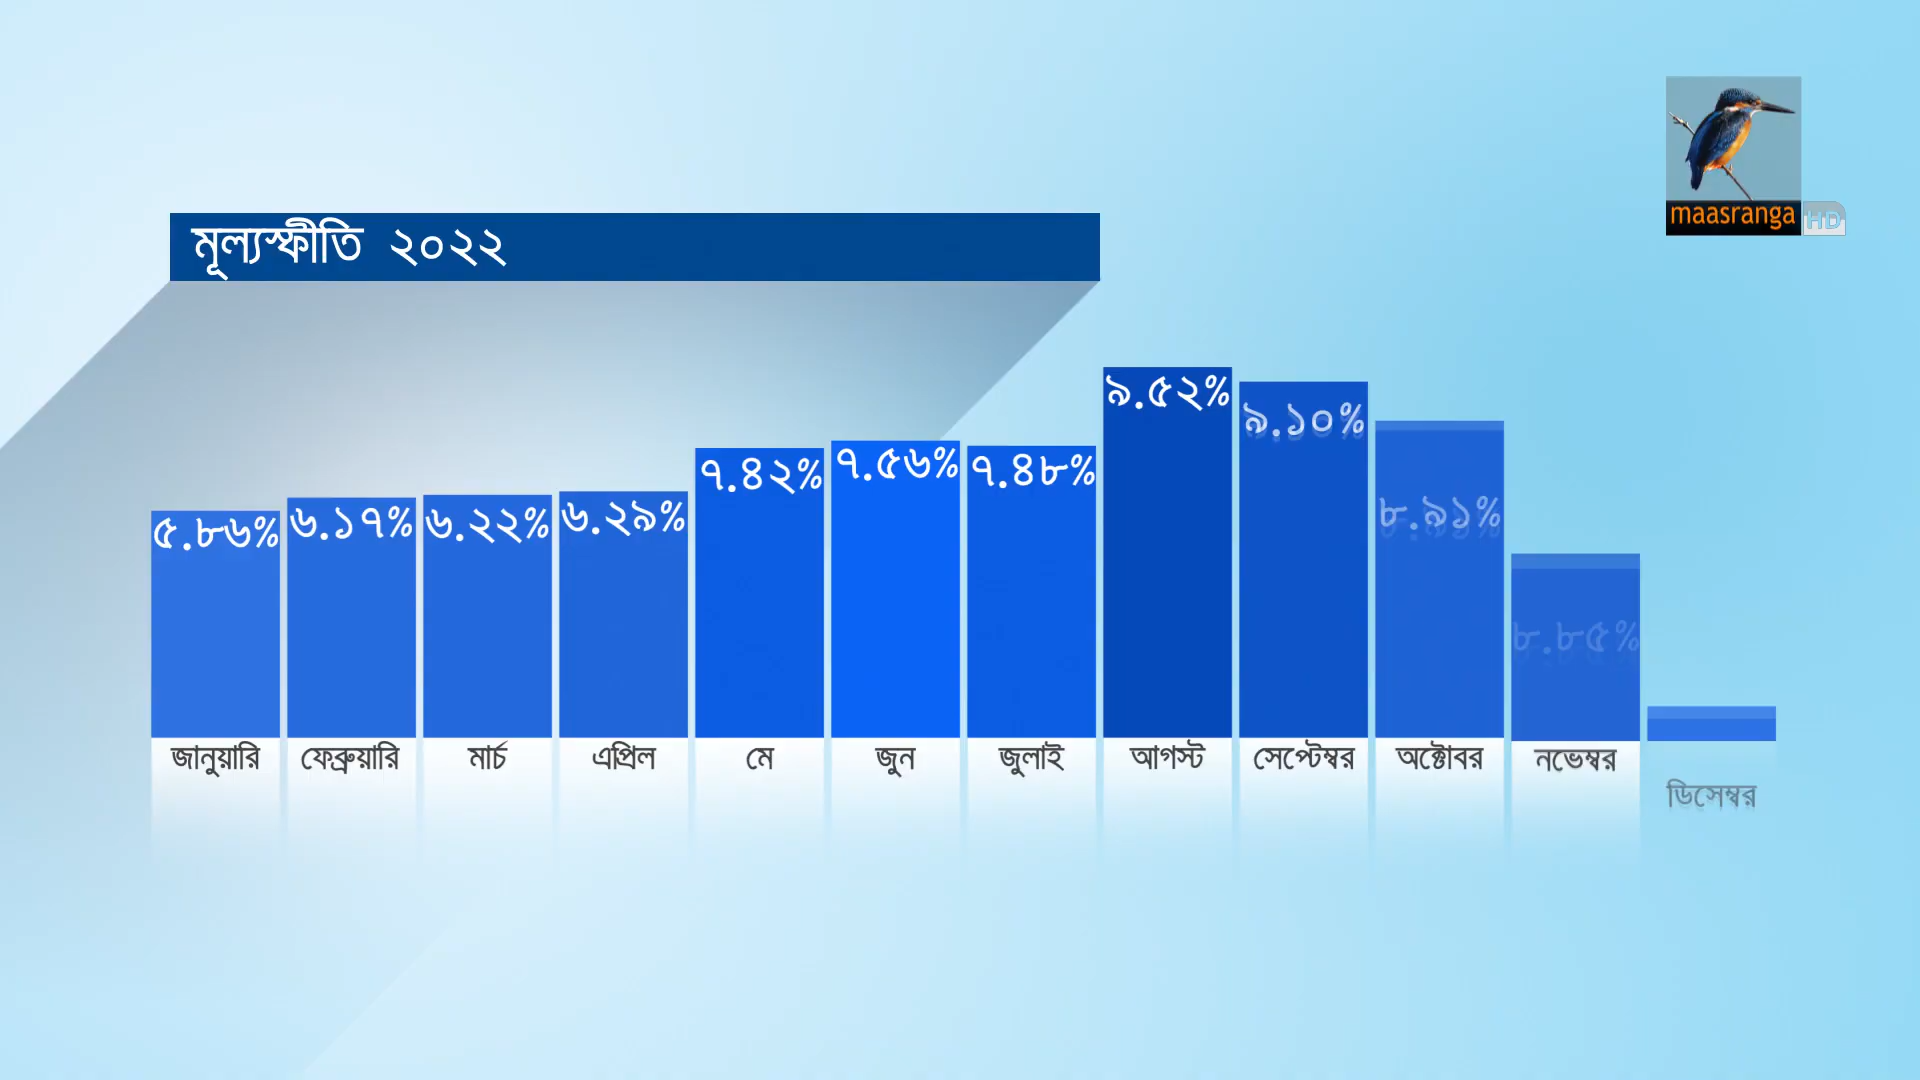 maasranga HD
মূল্যস্ফীতি ২০২২
৫.৮৬% ৬.১৭% ৬.২২% ৬.২৯% ৭.৪২% ৭.৫৬% ৭.৪৮% ৯.৫২% ৯.১০% ৮.৯১% ৮.৮৫%
জানুয়ারি ফেব্রুয়ারি মার্চ এপ্রিল মে জুন জুলাই আগস্ট সেপ্টেম্বর অক্টোবর নভেম্বর ডিসেম্বর